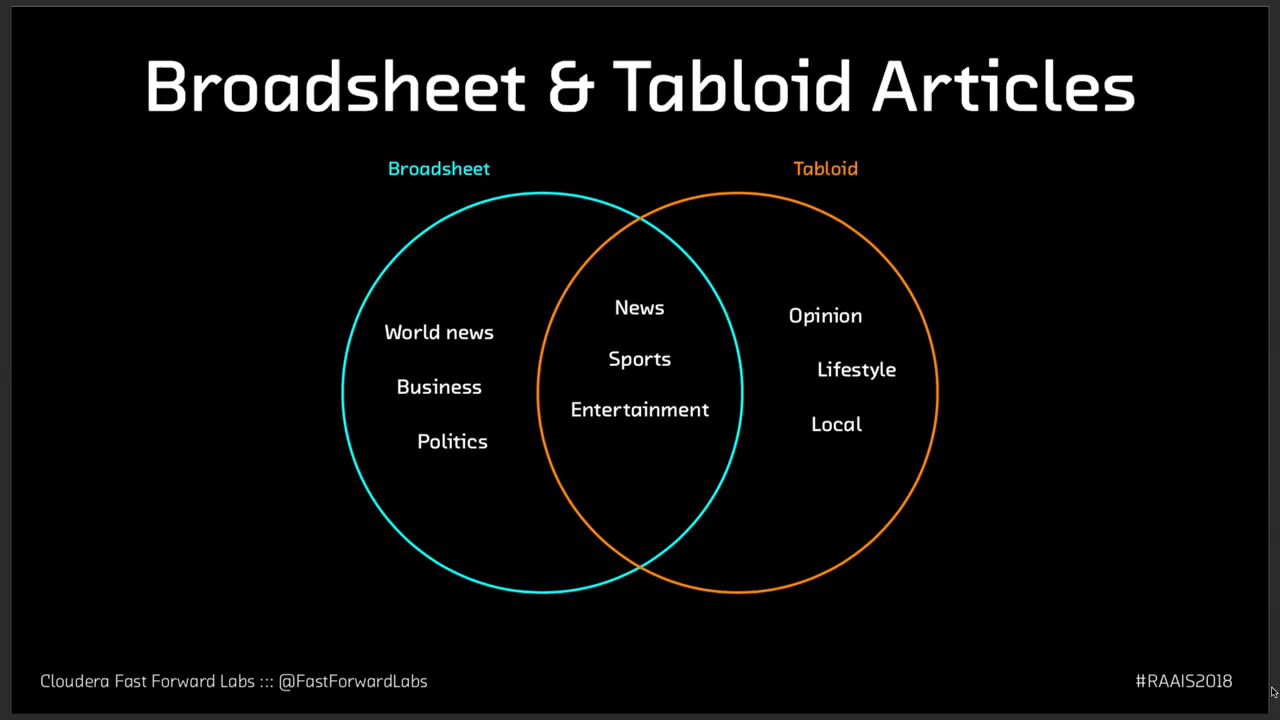 Broadsheet & Tabloid Articles
Broadsheet
Tabloid
World news
Business
Politics
News
Sports
Entertainment
Opinion
Lifestyle
Local
Cloudera Fast Forward Labs ::: @FastForwardLabs
#RAAIS2018